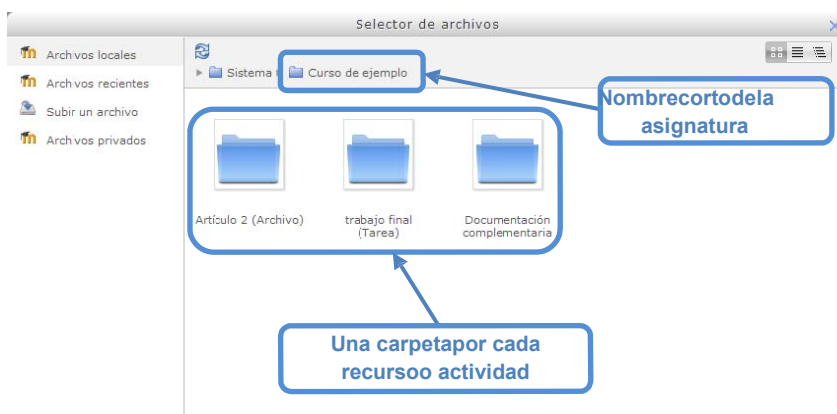 Selector de archivos
Archivos locales
Archivos recientes
Subir un archivo
Archivos privados
Sistema
Curso de ejemplo
Nombrecortodela
asignatura
Artículo 2 (Archivo)
trabajo final
(Tarea)
Documentación
complementaria
Una carpetapor cada
recursoo actividad